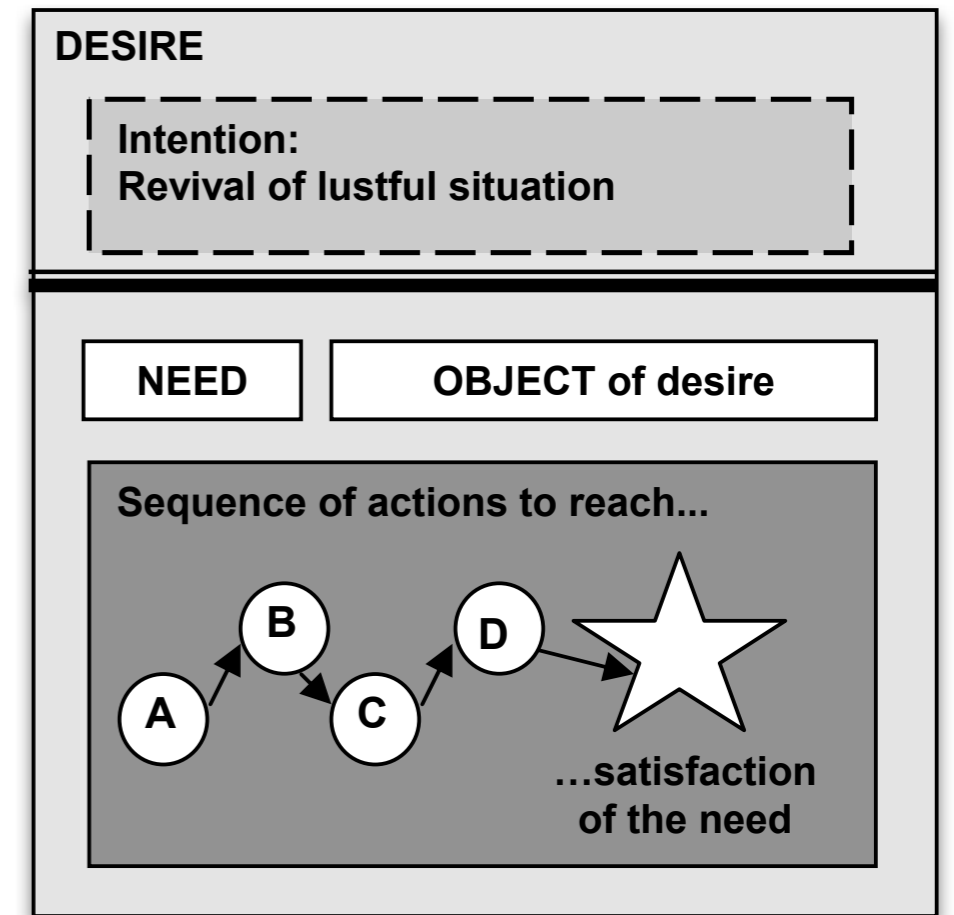 DESIRE
Intention:
Revival of lustful situation
NEED
OBJECT of desire
Sequence of actions to reach...
B
D
A
C
…satisfaction
of the need